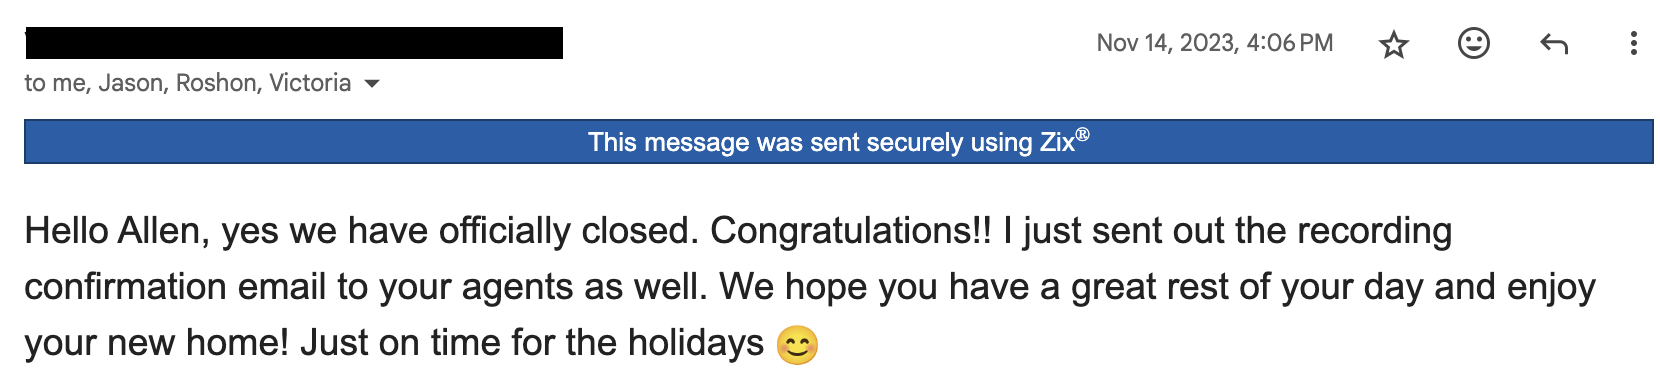 Nov 14, 2023, 4:06 PM
to me, Jason, Roshon, Victoria
This message was sent securely using Zix®
Hello Allen, yes we have officially closed. Congratulations!! I just sent out the recording
confirmation email to your agents as well. We hope you have a great rest of your day and enjoy
your new home! Just on time for the holidays 😊